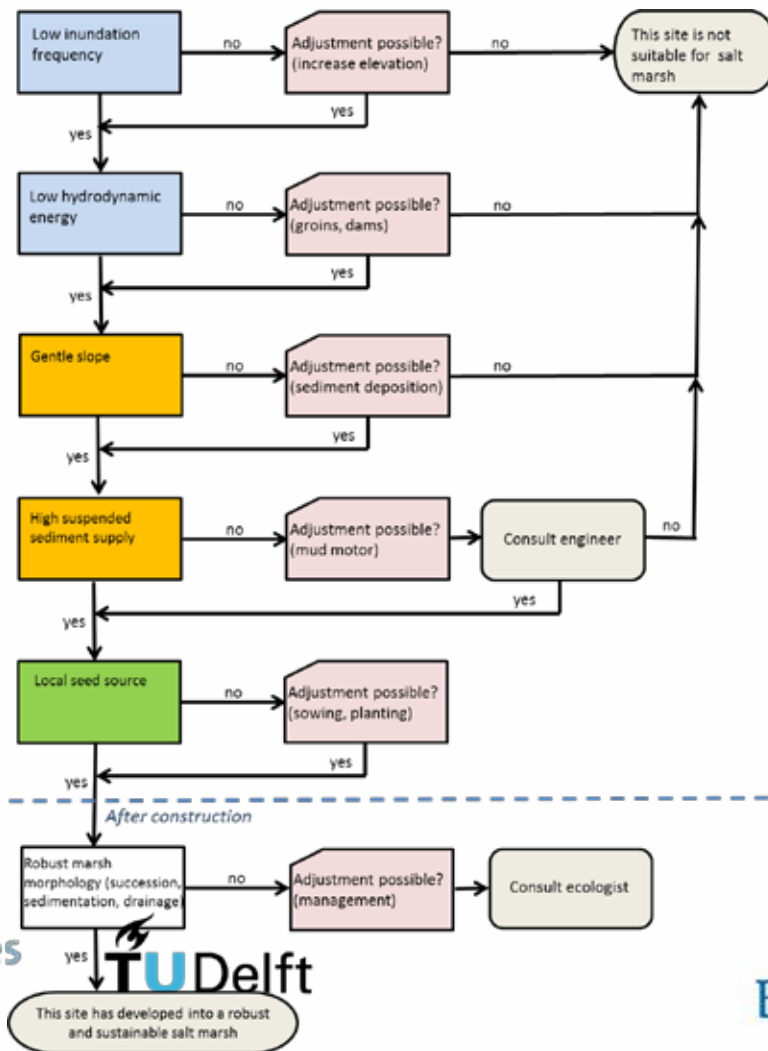 Low inundation
frequency
no
Adjustment possible?
(increase elevation)
no
This site is not
suitable for salt
marsh
yes
yes
Low hydrodynamic
energy
no
Adjustment possible?
(groins, dams)
no
yes
yes
Gentle slope
no
Adjustment possible?
(sediment deposition)
no
yes
yes
High suspended
sediment supply
no
Adjustment possible?
(mud motor)
Consult engineer
no
yes
yes
Local seed source
no
Adjustment possible?
(sowing, planting)
yes
yes
After construction
Robust marsh
morphology (succession,
sedimentation, drainage)
no
Adjustment possible?
(management)
Consult ecologist
yes
TU Delft
This site has developed into a robust
and sustainable salt marsh